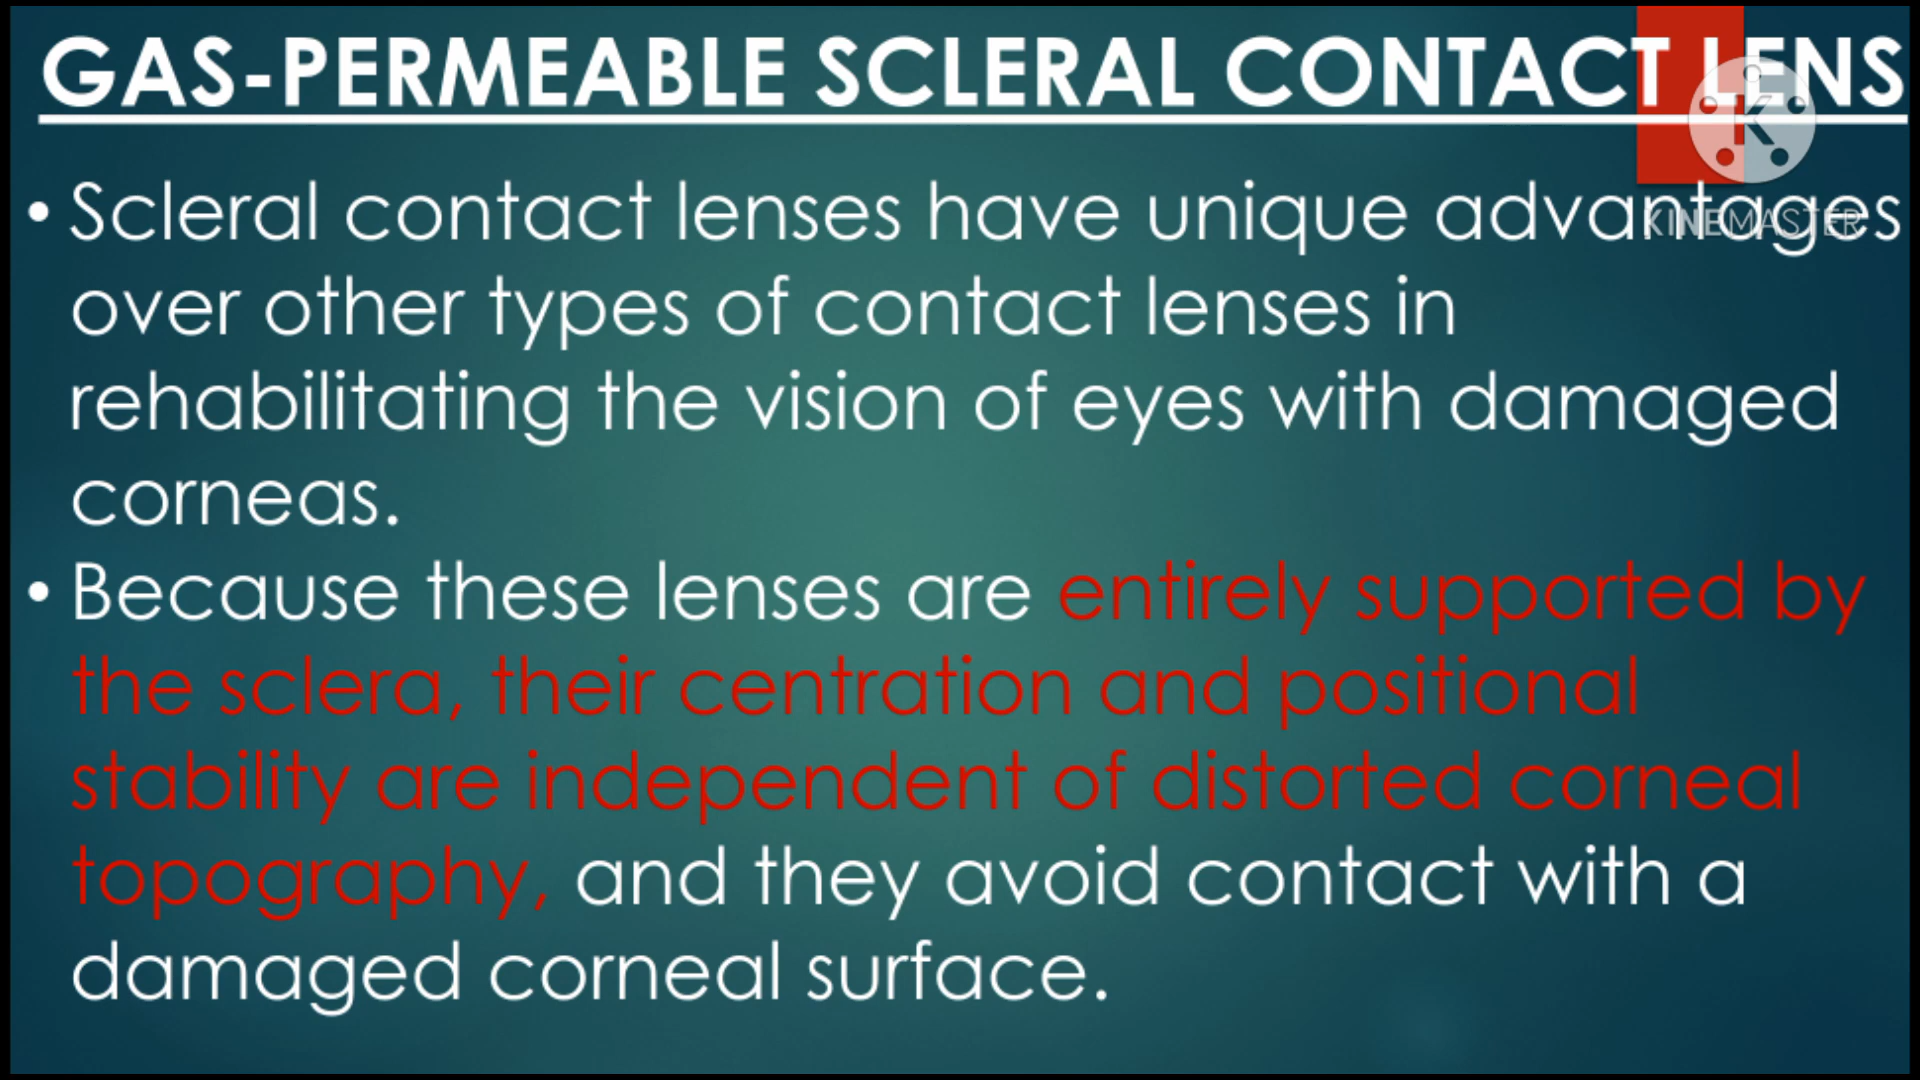 GAS-PERMEABLE SCLERAL CONTACT LENS
K
KINEMASTER
• Scleral contact lenses have unique advantages
over other types of contact lenses in
rehabilitating the vision of eyes with damaged
corneas.
• Because these lenses are entirely supported by
the sclera, their centration and positional
stability are independent of distorted corneal
topography, and they avoid contact with a
damaged corneal surface.